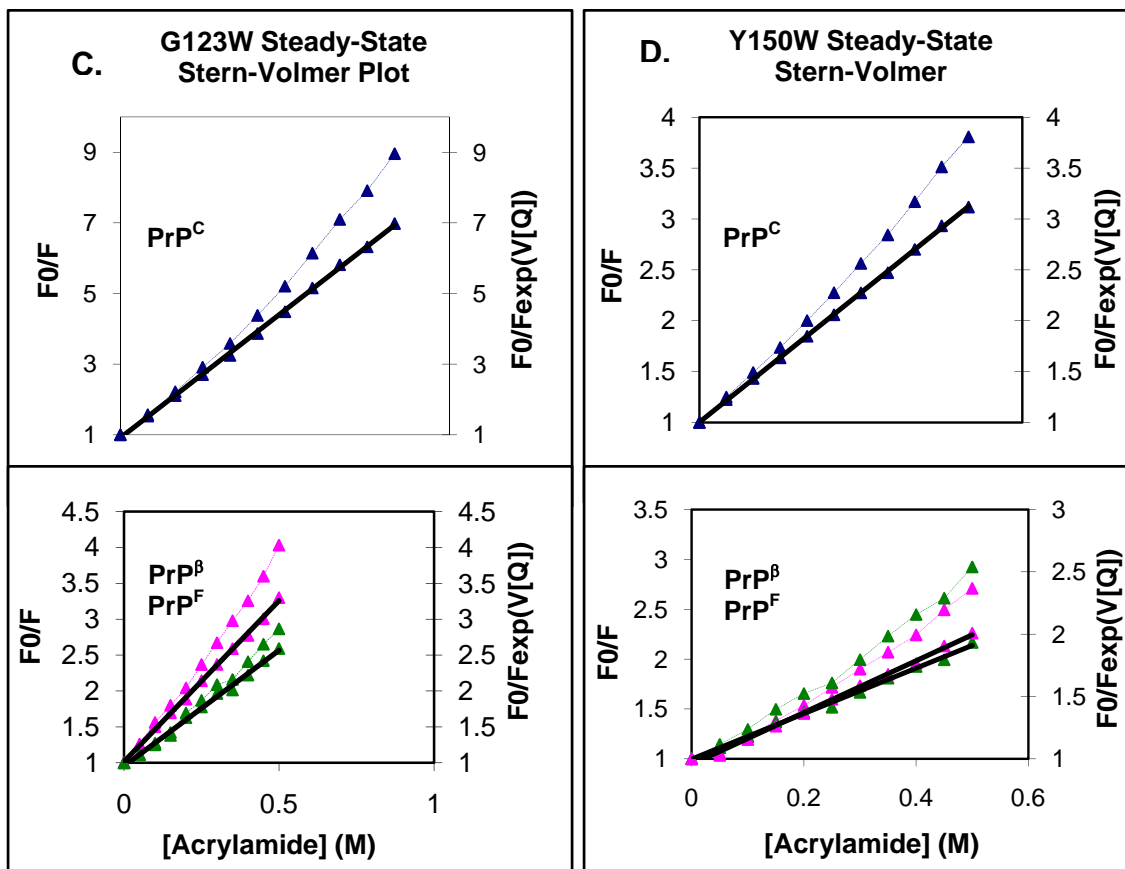 C.
G123W Steady-State
Stern-Volmer Plot
9
7
5
3
1
F0/F
PrP^C
9
7
5
3
1
F0/Fexp(V[Q])
D.
Y150W Steady-State
Stern-Volmer
4
3.5
3
2.5
2
1.5
1
F0/F
PrP^C
4
3.5
3
2.5
2
1.5
1
F0/Fexp(V[Q])
4.5
4
3.5
3
2.5
2
1.5
1
F0/F
PrP^β
PrP^F
4.5
4
3.5
3
2.5
2
1.5
1
F0/Fexp(V[Q])
0 0.5 1
[Acrylamide] (M)
3.5
3
2.5
2
1.5
1
F0/F
PrP^β
PrP^F
3
2.5
2
1.5
1
F0/Fexp(V[Q])
0 0.2 0.4 0.6
[Acrylamide] (M)